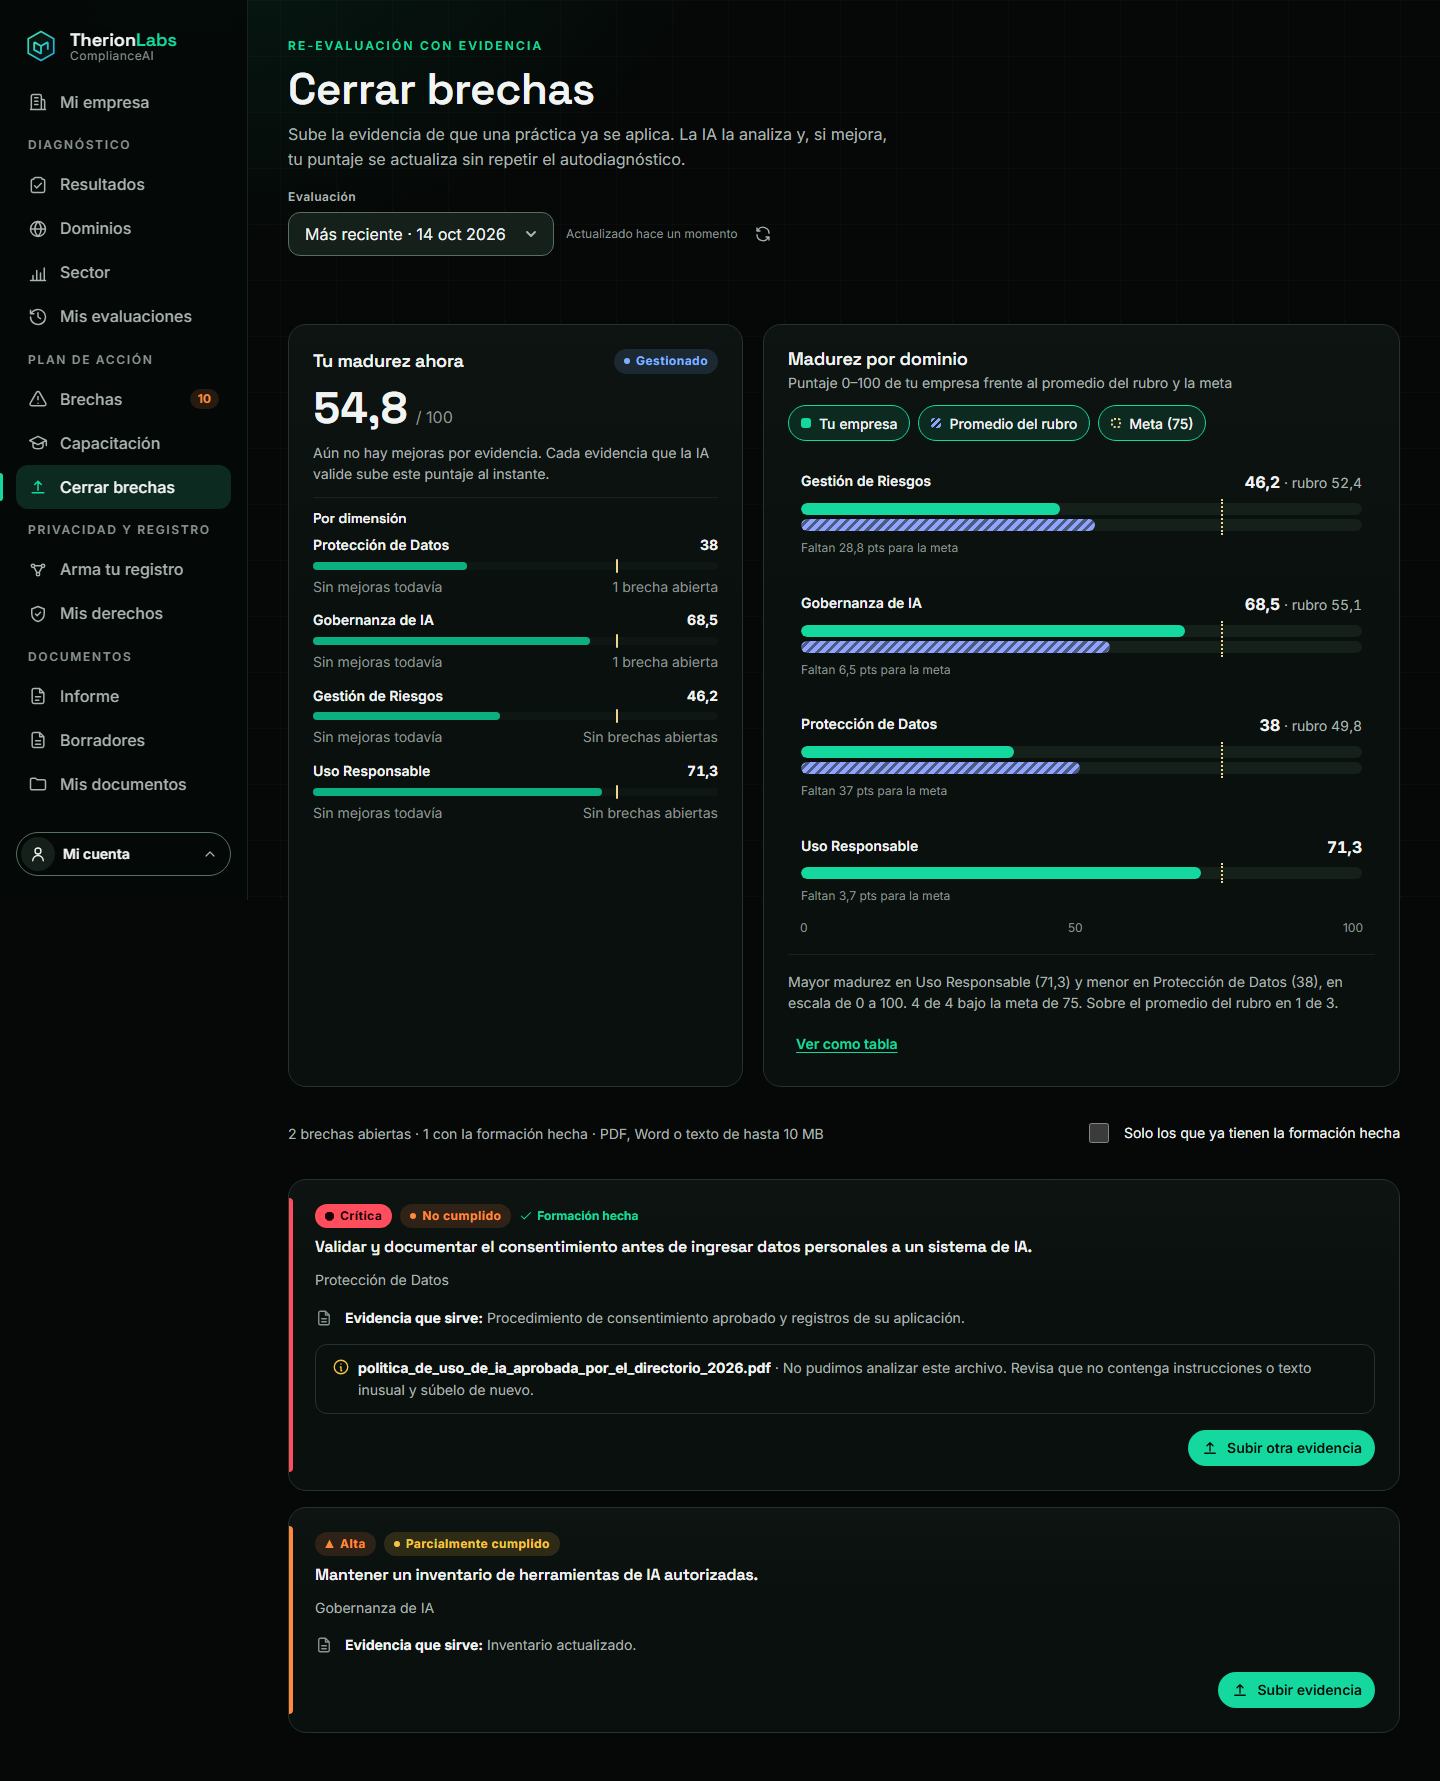 TherionLabs
ComplianceAI
Mi empresa
DIAGNÓSTICO
Resultados
Dominios
Sector
Mis evaluaciones
PLAN DE ACCIÓN
Brechas 10
Capacitación
Cerrar brechas
PRIVACIDAD Y REGISTRO
Arma tu registro
Mis derechos
DOCUMENTOS
Informe
Borradores
Mis documentos
Mi cuenta
RE-EVALUACIÓN CON EVIDENCIA
Cerrar brechas
Sube la evidencia de que una práctica ya se aplica. La IA la analiza y, si mejora,
tu puntaje se actualiza sin repetir el autodiagnóstico.
Evaluación
Más reciente · 14 oct 2026
Actualizado hace un momento
Tu madurez ahora
Gestionado
54,8 / 100
Aún no hay mejoras por evidencia. Cada evidencia que la IA
valide sube este puntaje al instante.
Por dimensión
Protección de Datos 38
Sin mejoras todavía 1 brecha abierta
Gobernanza de IA 68,5
Sin mejoras todavía 1 brecha abierta
Gestión de Riesgos 46,2
Sin mejoras todavía Sin brechas abiertas
Uso Responsable 71,3
Sin mejoras todavía Sin brechas abiertas
Madurez por dominio
Puntaje 0–100 de tu empresa frente al promedio del rubro y la meta
Tu empresa Promedio del rubro Meta (75)
Gestión de Riesgos 46,2 · rubro 52,4
Faltan 28,8 pts para la meta
Gobernanza de IA 68,5 · rubro 55,1
Faltan 6,5 pts para la meta
Protección de Datos 38 · rubro 49,8
Faltan 37 pts para la meta
Uso Responsable 71,3
Faltan 3,7 pts para la meta
0 50 100
Mayor madurez en Uso Responsable (71,3) y menor en Protección de Datos (38), en
escala de 0 a 100. 4 de 4 bajo la meta de 75. Sobre el promedio del rubro en 1 de 3.
Ver como tabla
2 brechas abiertas · 1 con la formación hecha · PDF, Word o texto de hasta 10 MB
Solo los que ya tienen la formación hecha
Crítica No cumplido Formación hecha
Validar y documentar el consentimiento antes de ingresar datos personales a un sistema de IA.
Protección de Datos
Evidencia que sirve: Procedimiento de consentimiento aprobado y registros de su aplicación.
politica_de_uso_de_ia_aprobada_por_el_directorio_2026.pdf · No pudimos analizar este archivo. Revisa que no contenga instrucciones o texto
inusual y súbelo de nuevo.
Subir otra evidencia
Alta Parcialmente cumplido
Mantener un inventario de herramientas de IA autorizadas.
Gobernanza de IA
Evidencia que sirve: Inventario actualizado.
Subir evidencia